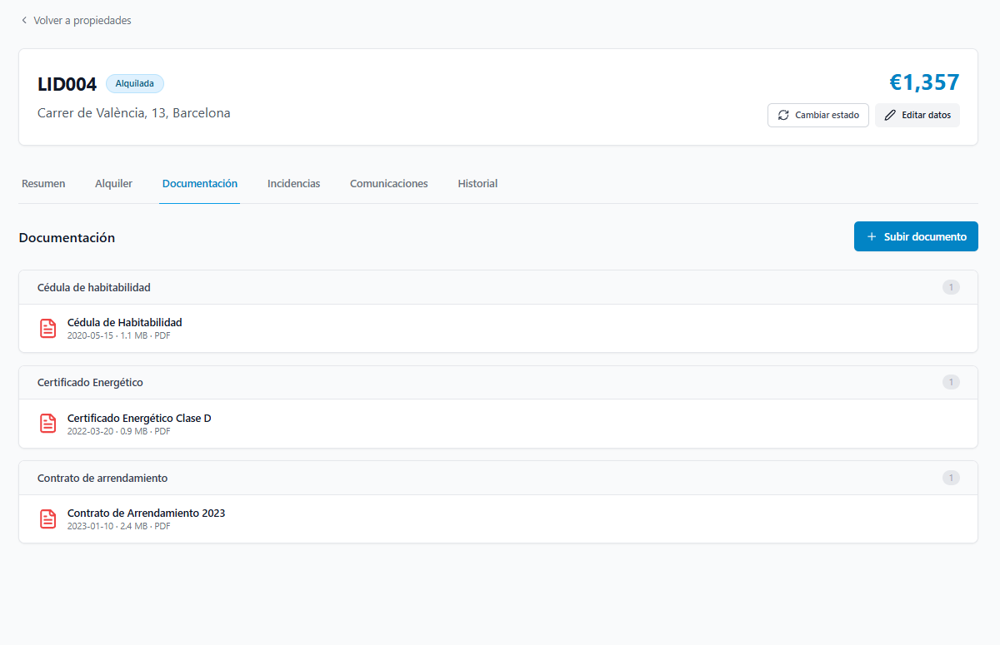 Volver a propiedades
LID004 Alquilada
€1,357
Carrer de València, 13, Barcelona
Cambiar estado Editar datos
Resumen Alquiler Documentación Incidencias Comunicaciones Historial
Documentación
+ Subir documento
Cédula de habitabilidad 1
Cédula de Habitabilidad
2020-05-15 · 1.1 MB · PDF
Certificado Energético 1
Certificado Energético Clase D
2022-03-20 · 0.9 MB · PDF
Contrato de arrendamiento 1
Contrato de Arrendamiento 2023
2023-01-10 · 2.4 MB · PDF